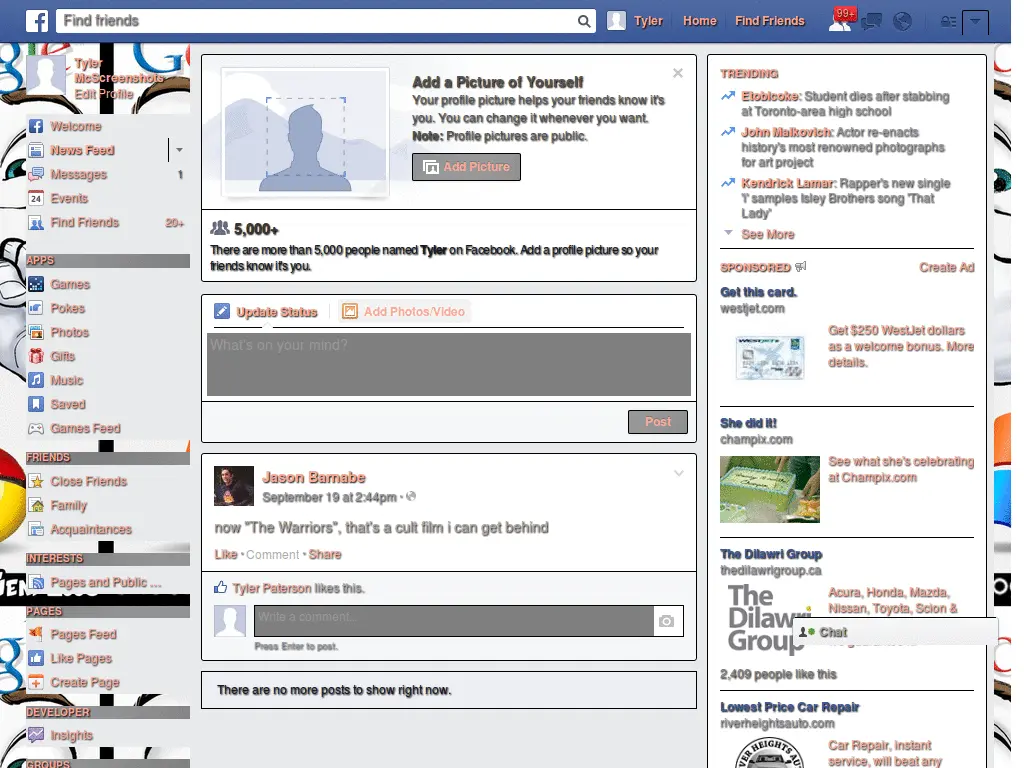 Find friends
Tyler
Home
Find Friends
99+
Tyler
McScreenshots
Edit Profile
Welcome
News Feed
Messages 1
24 Events
Find Friends 20+
APPS
Games
Pokes
Photos
Gifts
Music
Saved
Games Feed
FRIENDS
Close Friends
Family
Acquaintances
INTERESTS
Pages and Public ...
PAGES
Pages Feed
Like Pages
Create Page
DEVELOPER
Insights
GROUPS
Add a Picture of Yourself
Your profile picture helps your friends know it's
you. You can change it whenever you want.
Note: Profile pictures are public.
Add Picture
5,000+
There are more than 5,000 people named Tyler on Facebook. Add a profile picture so your
friends know it's you.
Update Status
Add Photos/Video
What's on your mind?
Post
Jason Barnabe
September 19 at 2:44pm ·
now "The Warriors", that's a cult film i can get behind
Like · Comment · Share
Tyler Paterson likes this.
Write a comment...
Press Enter to post.
There are no more posts to show right now.
TRENDING
Etobicoke: Student dies after stabbing
at Toronto-area high school
John Malkovich: Actor re-enacts
history's most renowned photographs
for art project
Kendrick Lamar: Rapper's new single
'i' samples Isley Brothers song 'That
Lady'
See More
SPONSORED
Create Ad
Get this card.
westjet.com
WESTJET
Get $250 WestJet dollars
as a welcome bonus. More
details.
She did it!
champix.com
See what she's celebrating
at Champix.com
The Dilawri Group
thedilawrigroup.ca
The
Dilawri
Group
Acura, Honda, Mazda,
Nissan, Toyota, Scion &
Chat
2,409 people like this
Lowest Price Car Repair
riverheightsauto.com
Car Repair, instant
service, will beat any